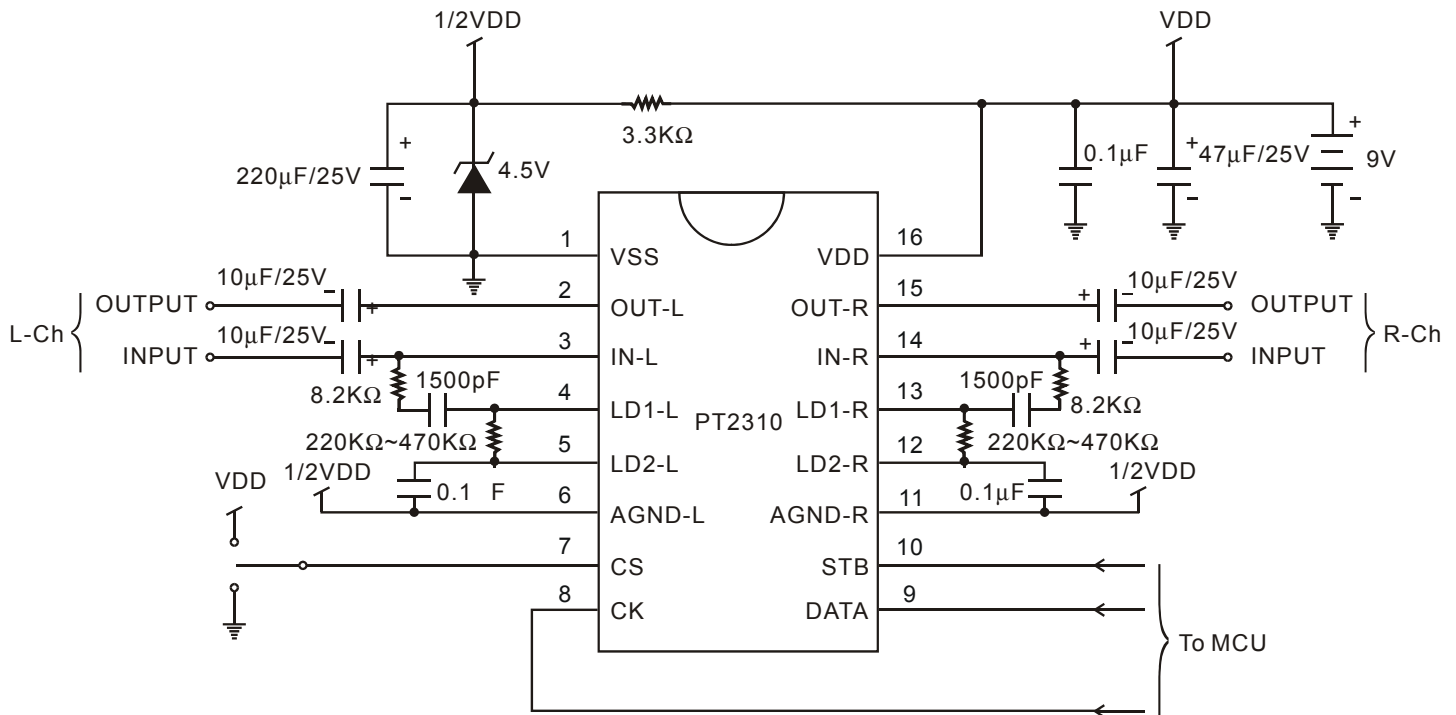 1/2VDD
VDD
3.3KΩ
220μF/25V
+
−
4.5V
0.1μF
+
−
47μF/25V
+
−
9V
1
VSS
VDD
16
L-Ch
OUTPUT
10μF/25V
−
+
2
OUT-L
OUT-R
15
+
−
10μF/25V
OUTPUT
R-Ch
INPUT
10μF/25V
−
+
3
IN-L
IN-R
14
+
−
10μF/25V
INPUT
8.2KΩ
1500pF
4
LD1-L
PT2310
LD1-R
13
1500pF
8.2KΩ
220KΩ~470KΩ
5
LD2-L
LD2-R
12
220KΩ~470KΩ
VDD
1/2VDD
0.1 F
6
AGND-L
AGND-R
11
0.1μF
1/2VDD
7
CS
STB
10
8
CK
DATA
9
To MCU